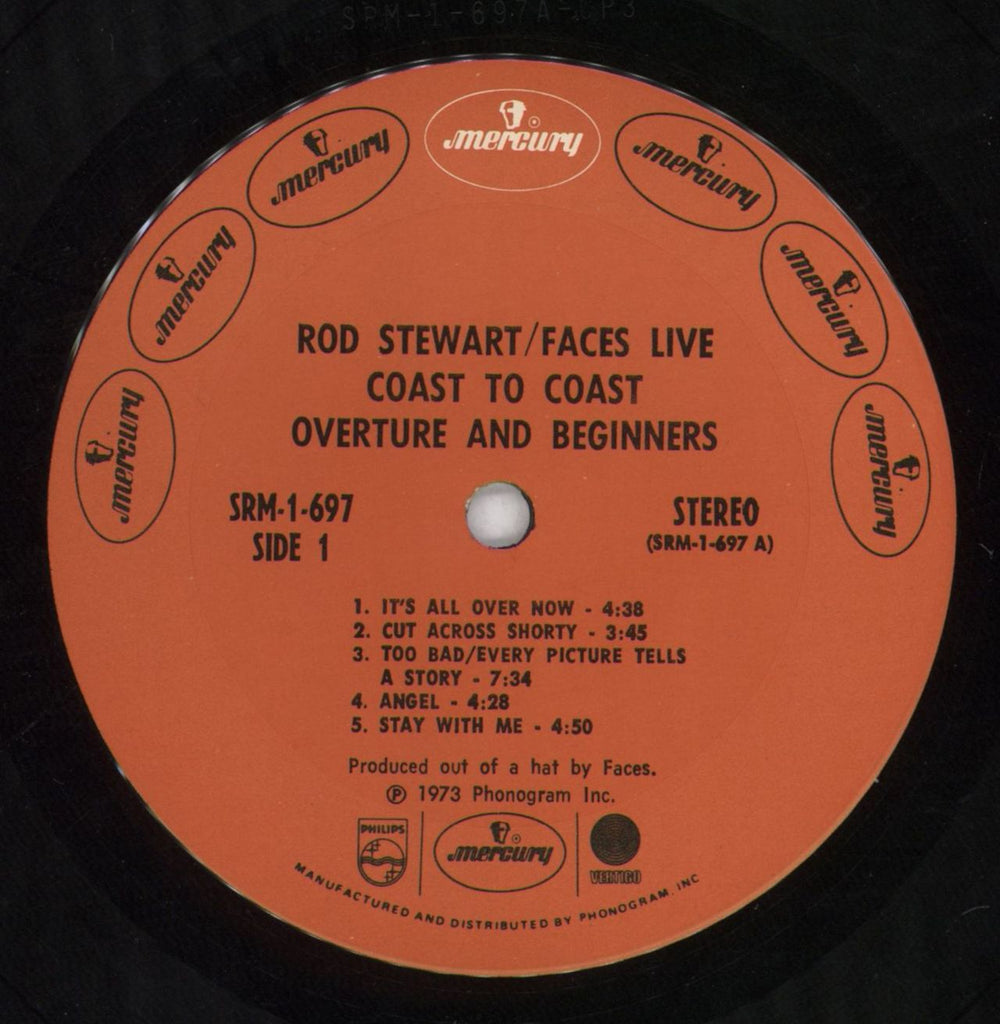 SRM-1-697A-CP3
mercury
mercury
mercury
mercury
mercury
mercury
mercury
ROD STEWART/FACES LIVE
COAST TO COAST
OVERTURE AND BEGINNERS
SRM-1-697
SIDE 1
STEREO
(SRM-1-697 A)
1. IT'S ALL OVER NOW - 4:38
2. CUT ACROSS SHORTY - 3:45
3. TOO BAD/EVERY PICTURE TELLS
A STORY - 7:34
4. ANGEL - 4:28
5. STAY WITH ME - 4:50
Produced out of a hat by Faces.
℗ 1973 Phonogram Inc.
PHILIPS
mercury
VERTIGO
MANUFACTURED AND DISTRIBUTED BY PHONOGRAM, INC
mercury
mercury